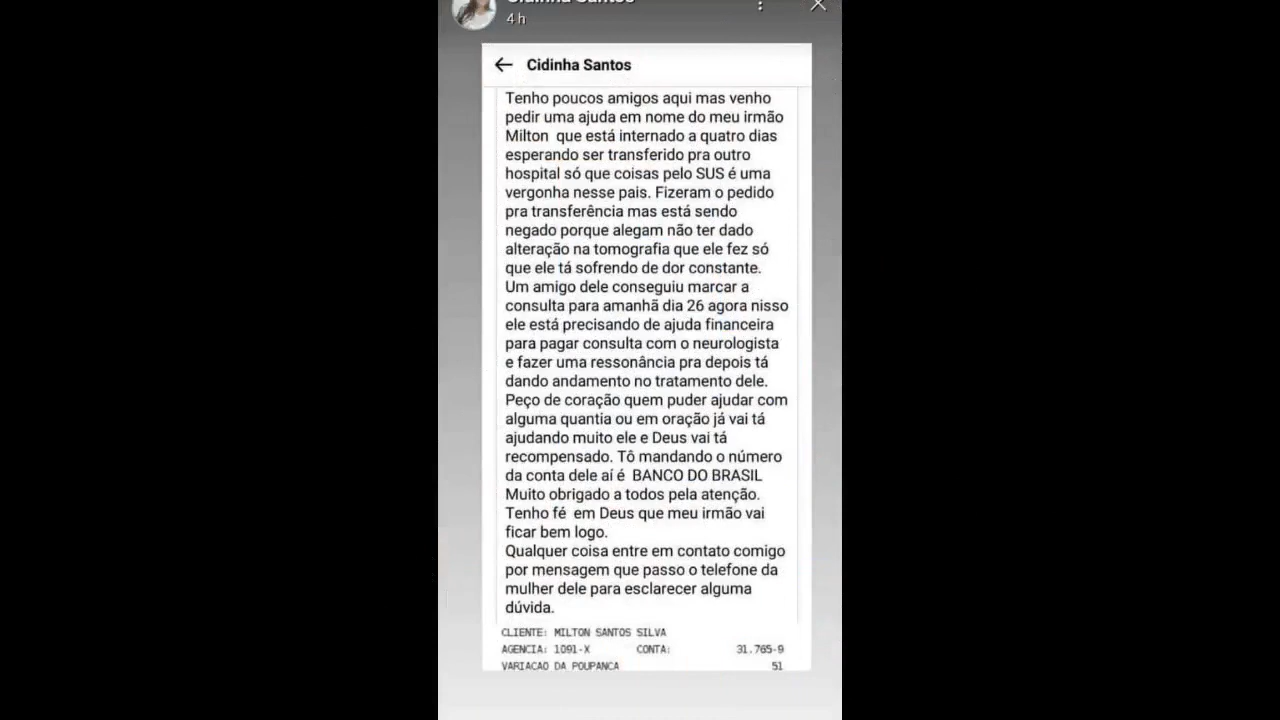 Cidinha Santos
4 h
Cidinha Santos
Tenho poucos amigos aqui mas venho
pedir uma ajuda em nome do meu irmão
Milton que está internado a quatro dias
esperando ser transferido pra outro
hospital só que coisas pelo SUS é uma
vergonha nesse pais. Fizeram o pedido
pra transferência mas está sendo
negado porque alegam não ter dado
alteração na tomografia que ele fez só
que ele tá sofrendo de dor constante.
Um amigo dele conseguiu marcar a
consulta para amanhã dia 26 agora nisso
ele está precisando de ajuda financeira
para pagar consulta com o neurologista
e fazer uma ressonância pra depois tá
dando andamento no tratamento dele.
Peço de coração quem puder ajudar com
alguma quantia ou em oração já vai tá
ajudando muito ele e Deus vai tá
recompensado. Tô mandando o número
da conta dele aí é BANCO DO BRASIL
Muito obrigado a todos pela atenção.
Tenho fé em Deus que meu irmão vai
ficar bem logo.
Qualquer coisa entre em contato comigo
por mensagem que passo o telefone da
mulher dele para esclarecer alguma
dúvida.
CLIENTE: MILTON SANTOS SILVA
AGENCIA: 1091-X CONTA: 31.765-9
VARIACAO DA POUPANCA 51